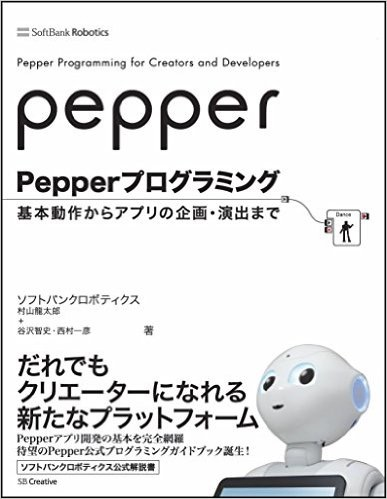 SoftBank Robotics
Pepper Programming for Creators and Developers
pepper
Pepperプログラミング
基本動作からアプリの企画・演出まで
Dance
ソフトバンクロボティクス
村山龍太郎
+
谷沢智史・西村一彦 著
だれでも
クリエーターになれる
新たなプラットフォーム
Pepperアプリ開発の基本を完全網羅
待望のPepper公式プログラミングガイドブック誕生！
ソフトバンクロボティクス公式解説書
SB Creative